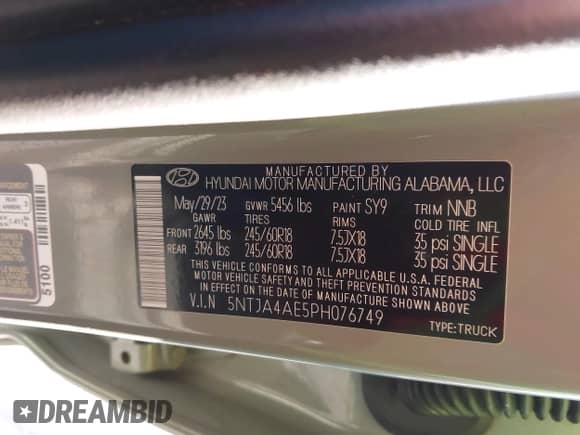 MANUFACTURED BY
HYUNDAI MOTOR MANUFACTURING ALABAMA, LLC
May/29/23 GVWR 5456 lbs PAINT SY9 TRIM NNB
GAWR TIRES RIMS COLD TIRE INFL
FRONT 2645 lbs 245/60R18 7.5JX18 35 psi SINGLE
REAR 3196 lbs 245/60R18 7.5JX18 35 psi SINGLE
THIS VEHICLE CONFORMS TO ALL APPLICABLE U.S.A. FEDERAL
MOTOR VEHICLE SAFETY AND THEFT PREVENTION STANDARDS
IN EFFECT ON THE DATE OF MANUFACTURE SHOWN ABOVE.
V.I.N 5NTJA4AE5PH076749
TYPE:TRUCK
5100
DREAMBID